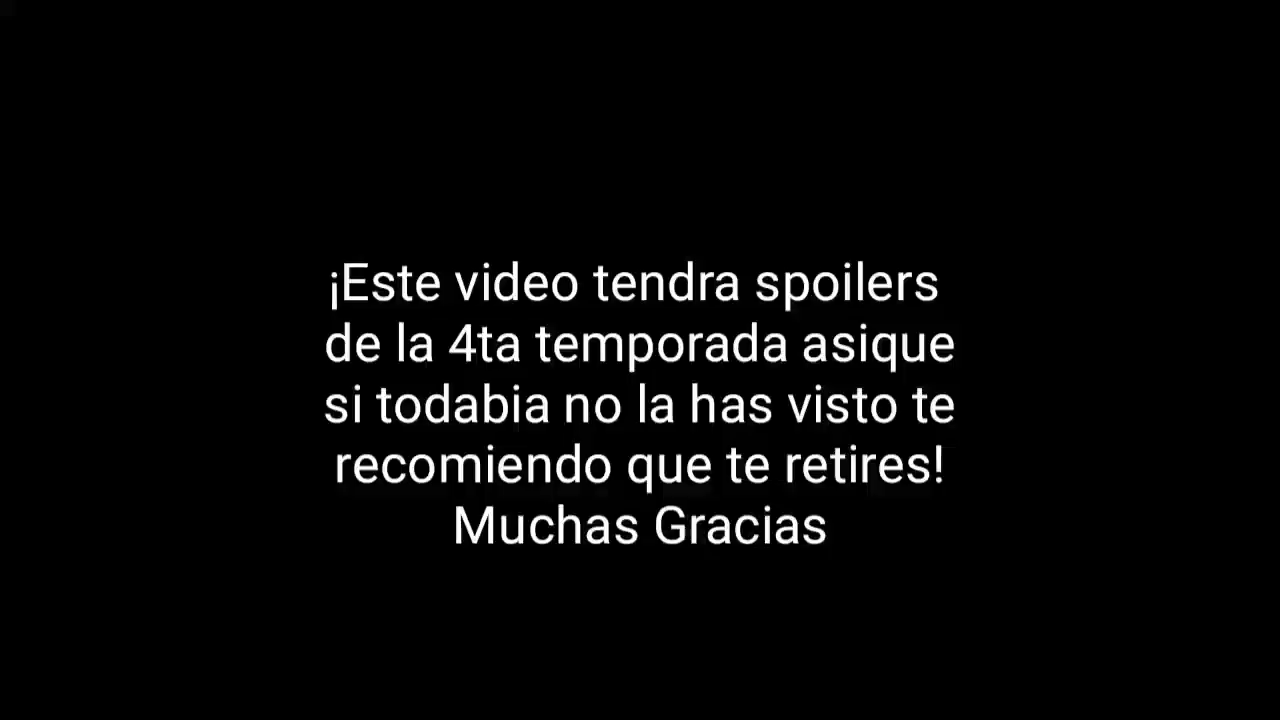 ¡Este video tendra spoilers
de la 4ta temporada asique
si todabia no la has visto te
recomiendo que te retires!
Muchas Gracias